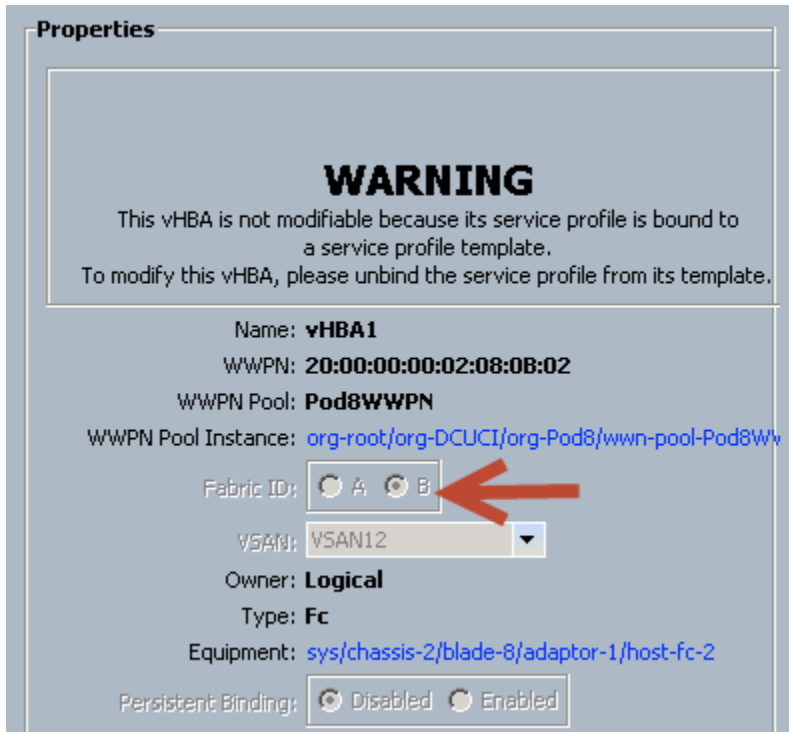 Properties
WARNING
This vHBA is not modifiable because its service profile is bound to
a service profile template.
To modify this vHBA, please unbind the service profile from its template.
Name: vHBA1
WWPN: 20:00:00:00:02:08:0B:02
WWPN Pool: Pod8WWPN
WWPN Pool Instance: org-root/org-DCUCI/org-Pod8/wwn-pool-Pod8W
Fabric ID: A B
VSAN: VSAN12
Owner: Logical
Type: Fc
Equipment: sys/chassis-2/blade-8/adaptor-1/host-fc-2
Persistent Binding: Disabled Enabled